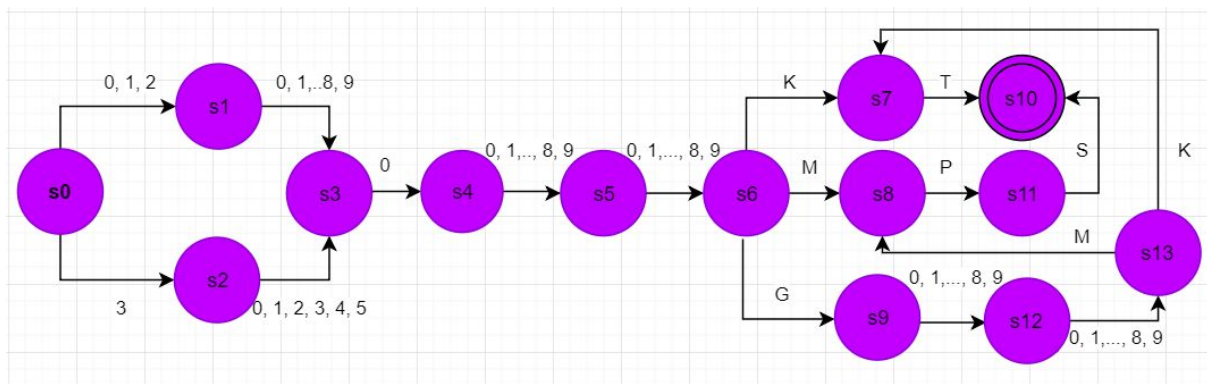 0, 1, 2
0, 1,..8, 9
s1
s0
3
s2
0, 1, 2, 3, 4, 5
s3
0
s4
0, 1,.., 8, 9
s5
0, 1,..., 8, 9
s6
K
s7
T
s10
M
s8
P
s11
S
K
M
s13
G
s9
0, 1,..., 8, 9
s12
0, 1,..., 8, 9